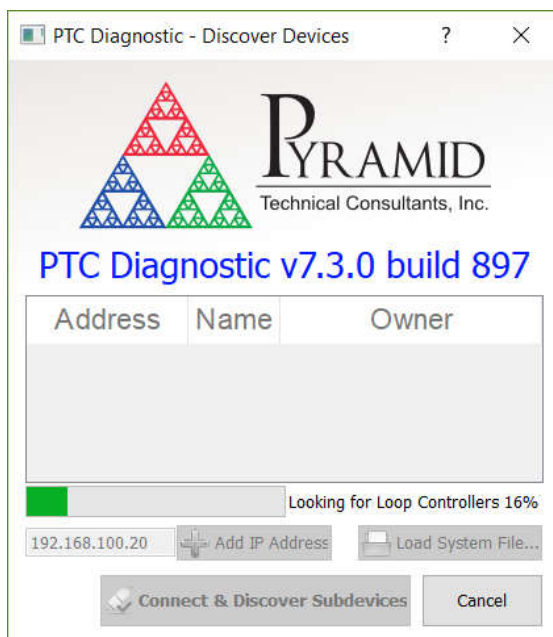 PTC Diagnostic - Discover Devices ? ×
PYRAMID
Technical Consultants, Inc.
PTC Diagnostic v7.3.0 build 897
Address Name Owner
Looking for Loop Controllers 16%
192.168.100.20 Add IP Address Load System File...
Connect & Discover Subdevices Cancel